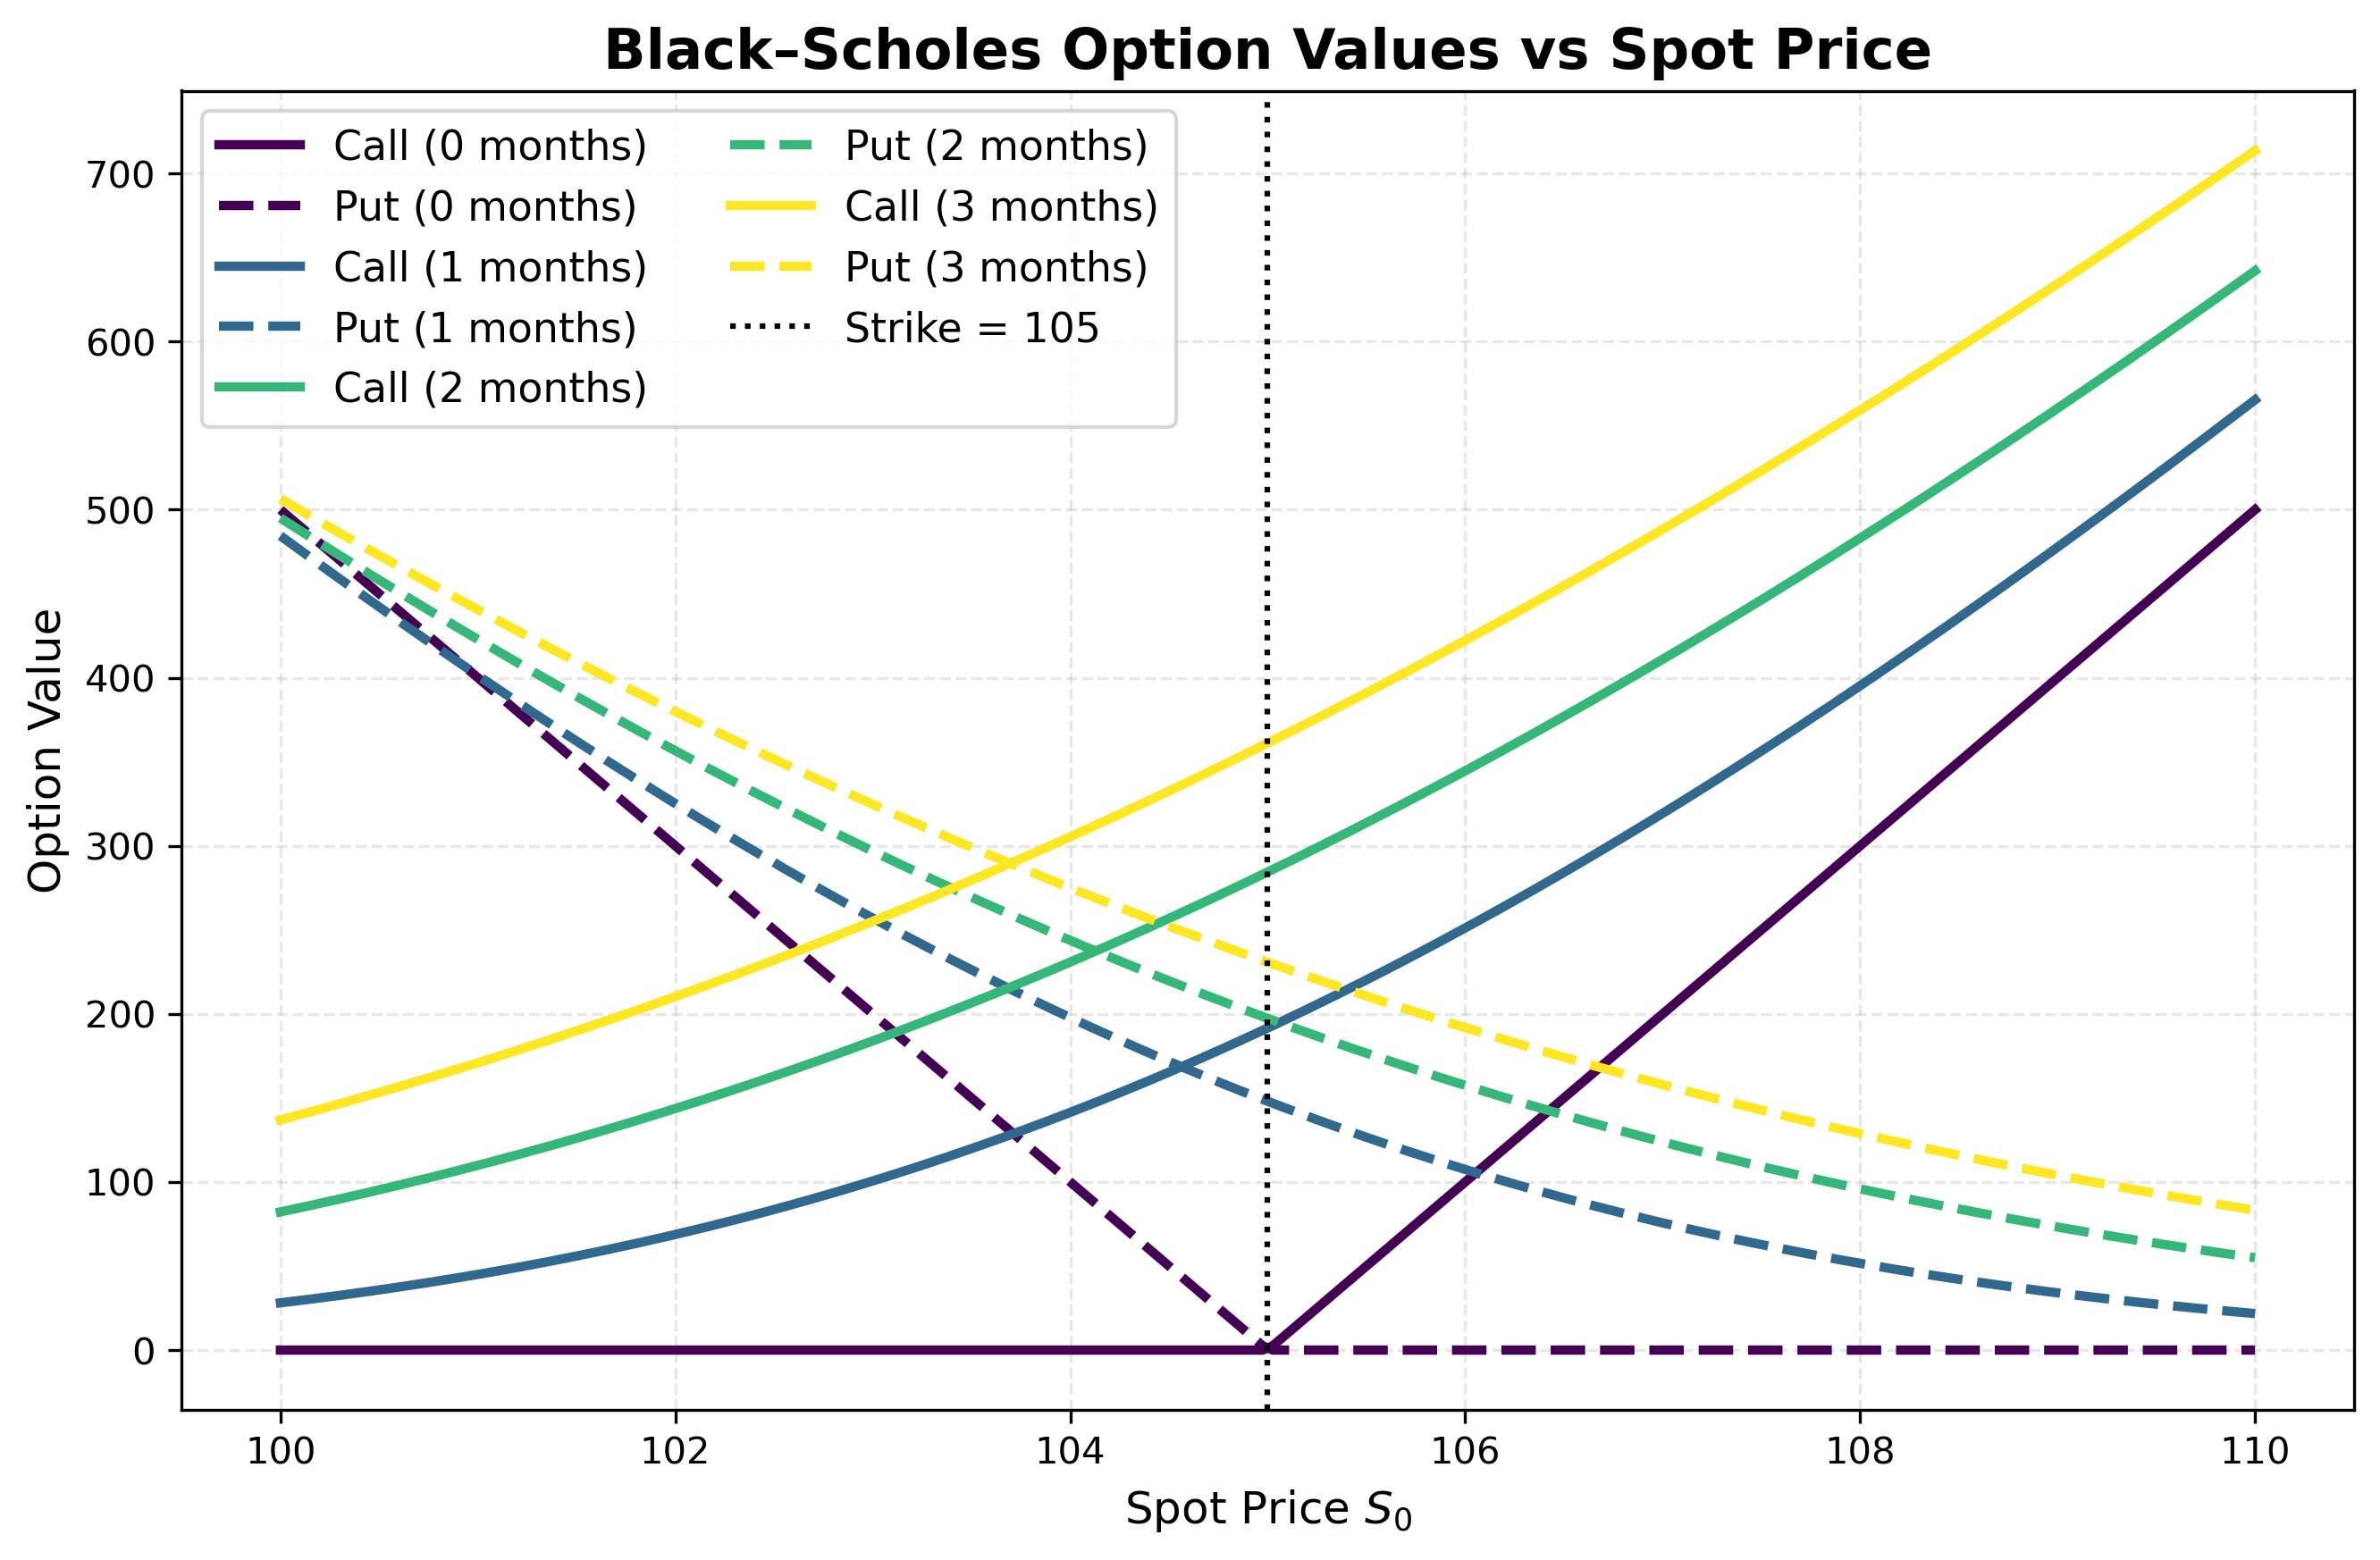 Black–Scholes Option Values vs Spot Price
Call (0 months)
Put (0 months)
Call (1 months)
Put (1 months)
Call (2 months)
Put (2 months)
Call (3 months)
Put (3 months)
Strike = 105
Option Value
700
600
500
400
300
200
100
0
100
102
104
106
108
110
Spot Price S₀